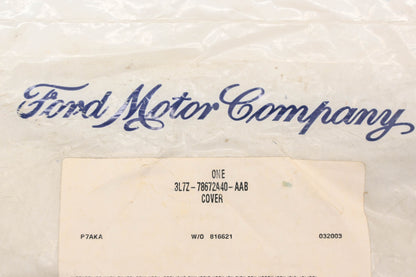 Ford Motor Company
ONE
3L7Z-78672A40-AAB
COVER
P7AKA W/O 816621 032003